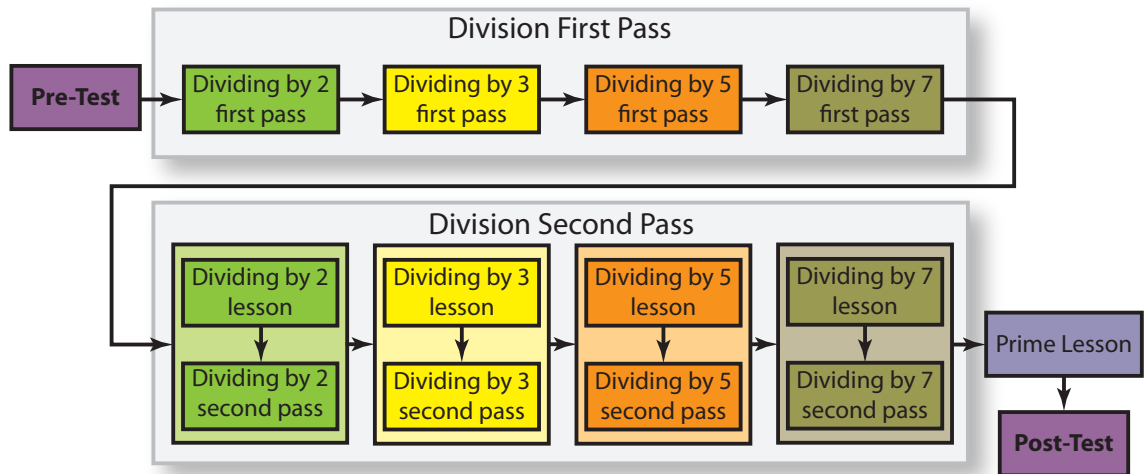 Division First Pass
Pre-Test
Dividing by 2
first pass
Dividing by 3
first pass
Dividing by 5
first pass
Dividing by 7
first pass
Division Second Pass
Dividing by 2
lesson
Dividing by 2
second pass
Dividing by 3
lesson
Dividing by 3
second pass
Dividing by 5
lesson
Dividing by 5
second pass
Dividing by 7
lesson
Dividing by 7
second pass
Prime Lesson
Post-Test